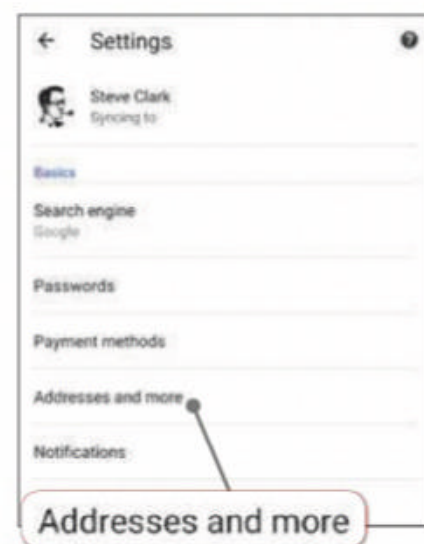 Settings
Steve Clark
Syncing to
Basics
Search engine
Google
Passwords
Payment methods
Addresses and more
Notifications
Addresses and more